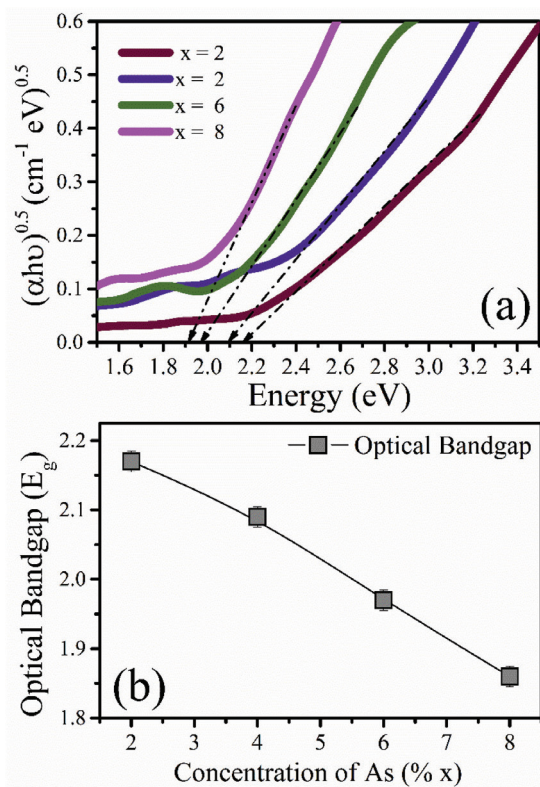 0.6
0.5
0.4
0.3
0.2
0.1
0.0
x = 2
x = 2
x = 6
x = 8
(αhυ)^0.5 (cm^-1 eV)^0.5
(a)
1.6 1.8 2.0 2.2 2.4 2.6 2.8 3.0 3.2 3.4
Energy (eV)
2.2
2.1
2.0
1.9
1.8
Optical Bandgap
Optical Bandgap (E_g)
(b)
2 3 4 5 6 7 8
Concentration of As (% x)